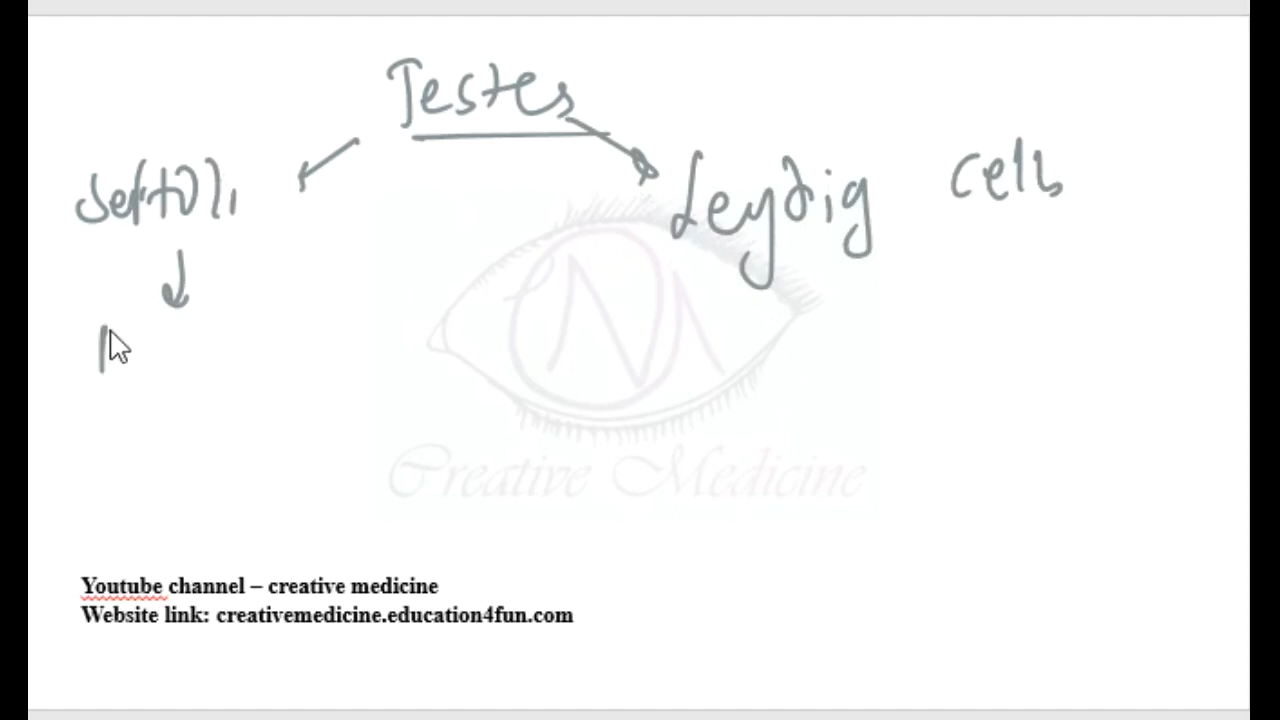 Testes
Sertoli
Leydig cells
Creative Medicine
Youtube channel – creative medicine
Website link: creativemedicine.education4fun.com